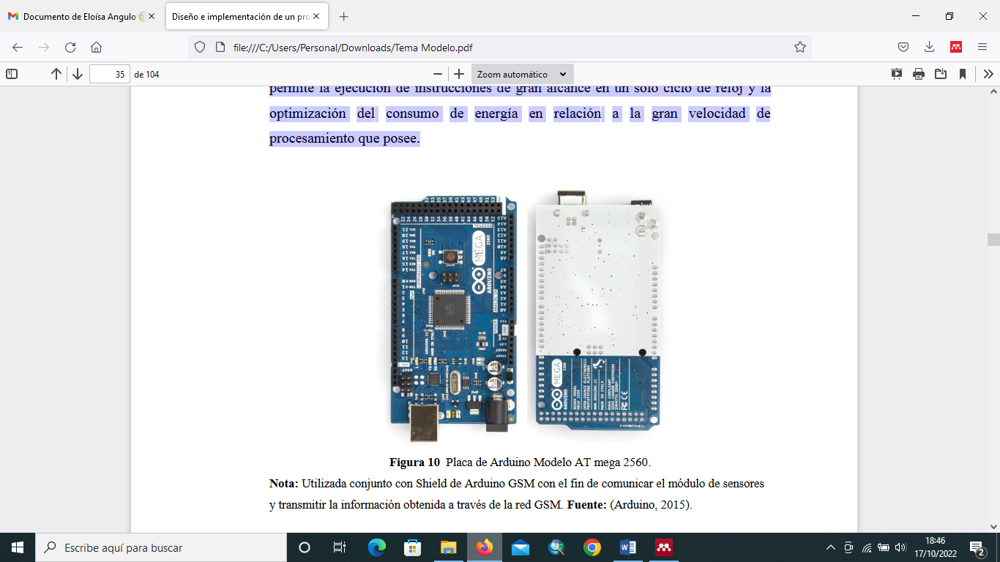 Documento de Eloísa Angulo
Diseño e implementación de un pro
file:///C:/Users/Personal/Downloads/Tema Modelo.pdf
35 de 104
Zoom automático
permite la ejecución de instrucciones de gran alcance en un solo ciclo de reloj y la
optimización del consumo de energía en relación a la gran velocidad de
procesamiento que posee.
MEGA
2560
ARDUINO
MEGA
2560
ARDUINO
Figura 10 Placa de Arduino Modelo AT mega 2560.
Nota: Utilizada conjunto con Shield de Arduino GSM con el fin de comunicar el módulo de sensores
y transmitir la información obtenida a través de la red GSM. Fuente: (Arduino, 2015).
Escribe aquí para buscar
18:46
17/10/2022
2